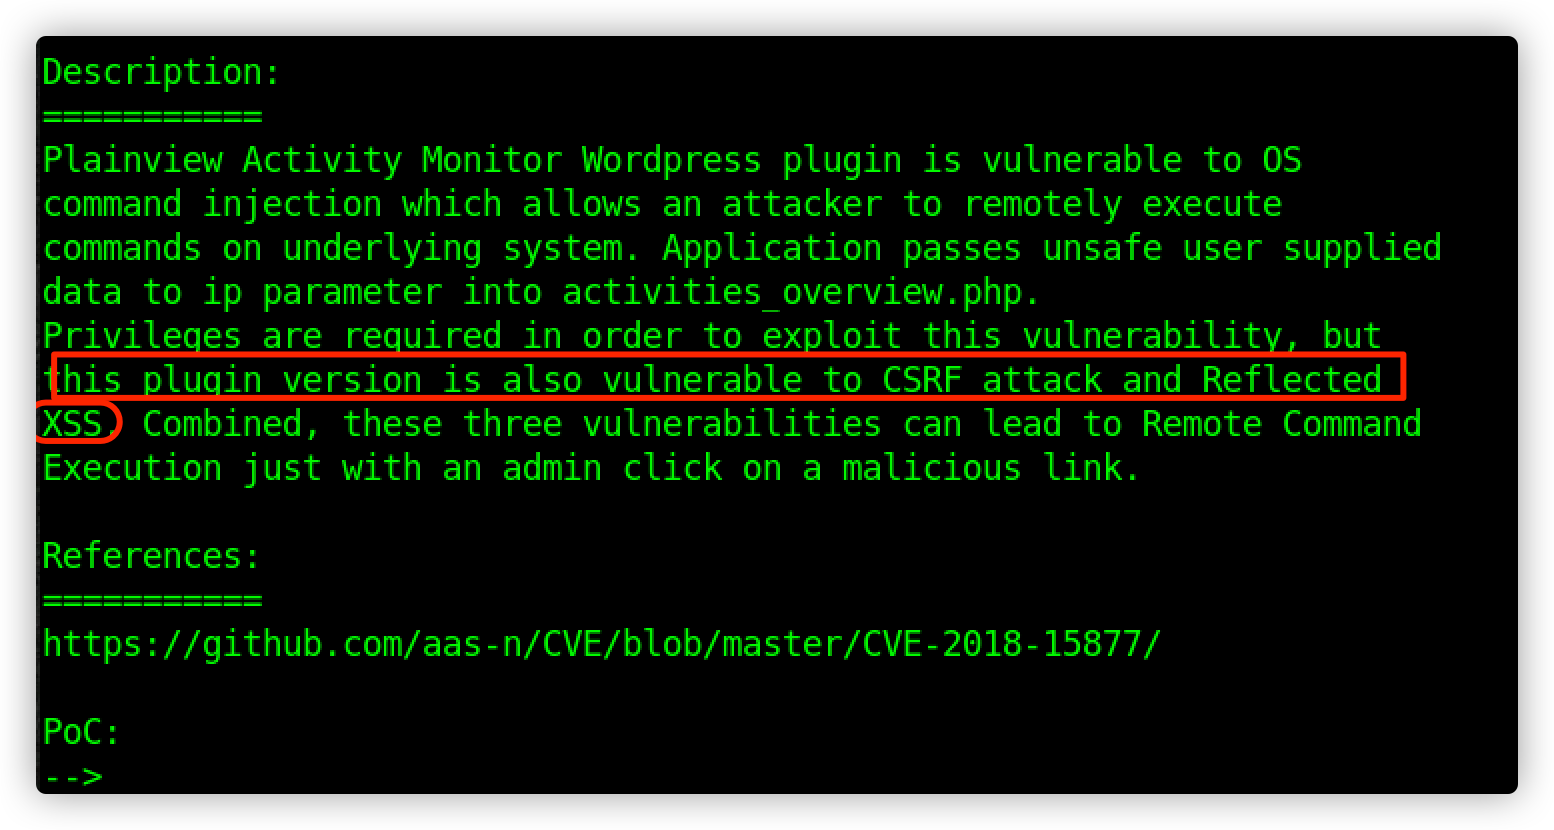 Description:
===========
Plainview Activity Monitor Wordpress plugin is vulnerable to OS
command injection which allows an attacker to remotely execute
commands on underlying system. Application passes unsafe user supplied
data to ip parameter into activities_overview.php.
Privileges are required in order to exploit this vulnerability, but
this plugin version is also vulnerable to CSRF attack and Reflected
XSS. Combined, these three vulnerabilities can lead to Remote Command
Execution just with an admin click on a malicious link.
References:
===========
https://github.com/aas-n/CVE/blob/master/CVE-2018-15877/
PoC:
-->